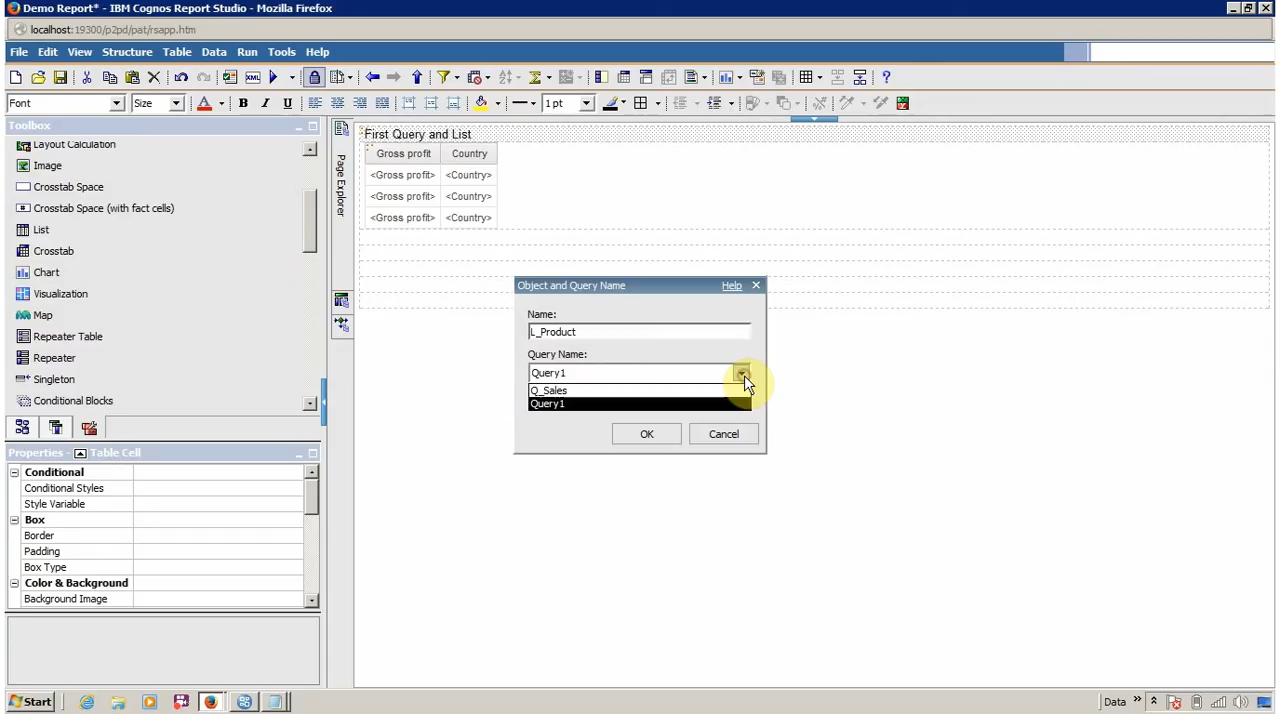 Demo Report* - IBM Cognos Report Studio - Mozilla Firefox
localhost:19300/p2pd/pat/rsapp.htm
File Edit View Structure Table Data Run Tools Help
Font Size B I U 1 pt
Toolbox
Layout Calculation
Image
Crosstab Space
Crosstab Space (with fact cells)
List
Crosstab
Chart
Visualization
Map
Repeater Table
Repeater
Singleton
Conditional Blocks
Properties - Table Cell
Conditional
Conditional Styles
Style Variable
Box
Border
Padding
Box Type
Color & Background
Background Image
Page Explorer
First Query and List
Gross profit Country
<Gross profit> <Country>
<Gross profit> <Country>
<Gross profit> <Country>
Object and Query Name Help
Name:
L_Product
Query Name:
Query1
Q_Sales
Query1
OK Cancel
Start Data